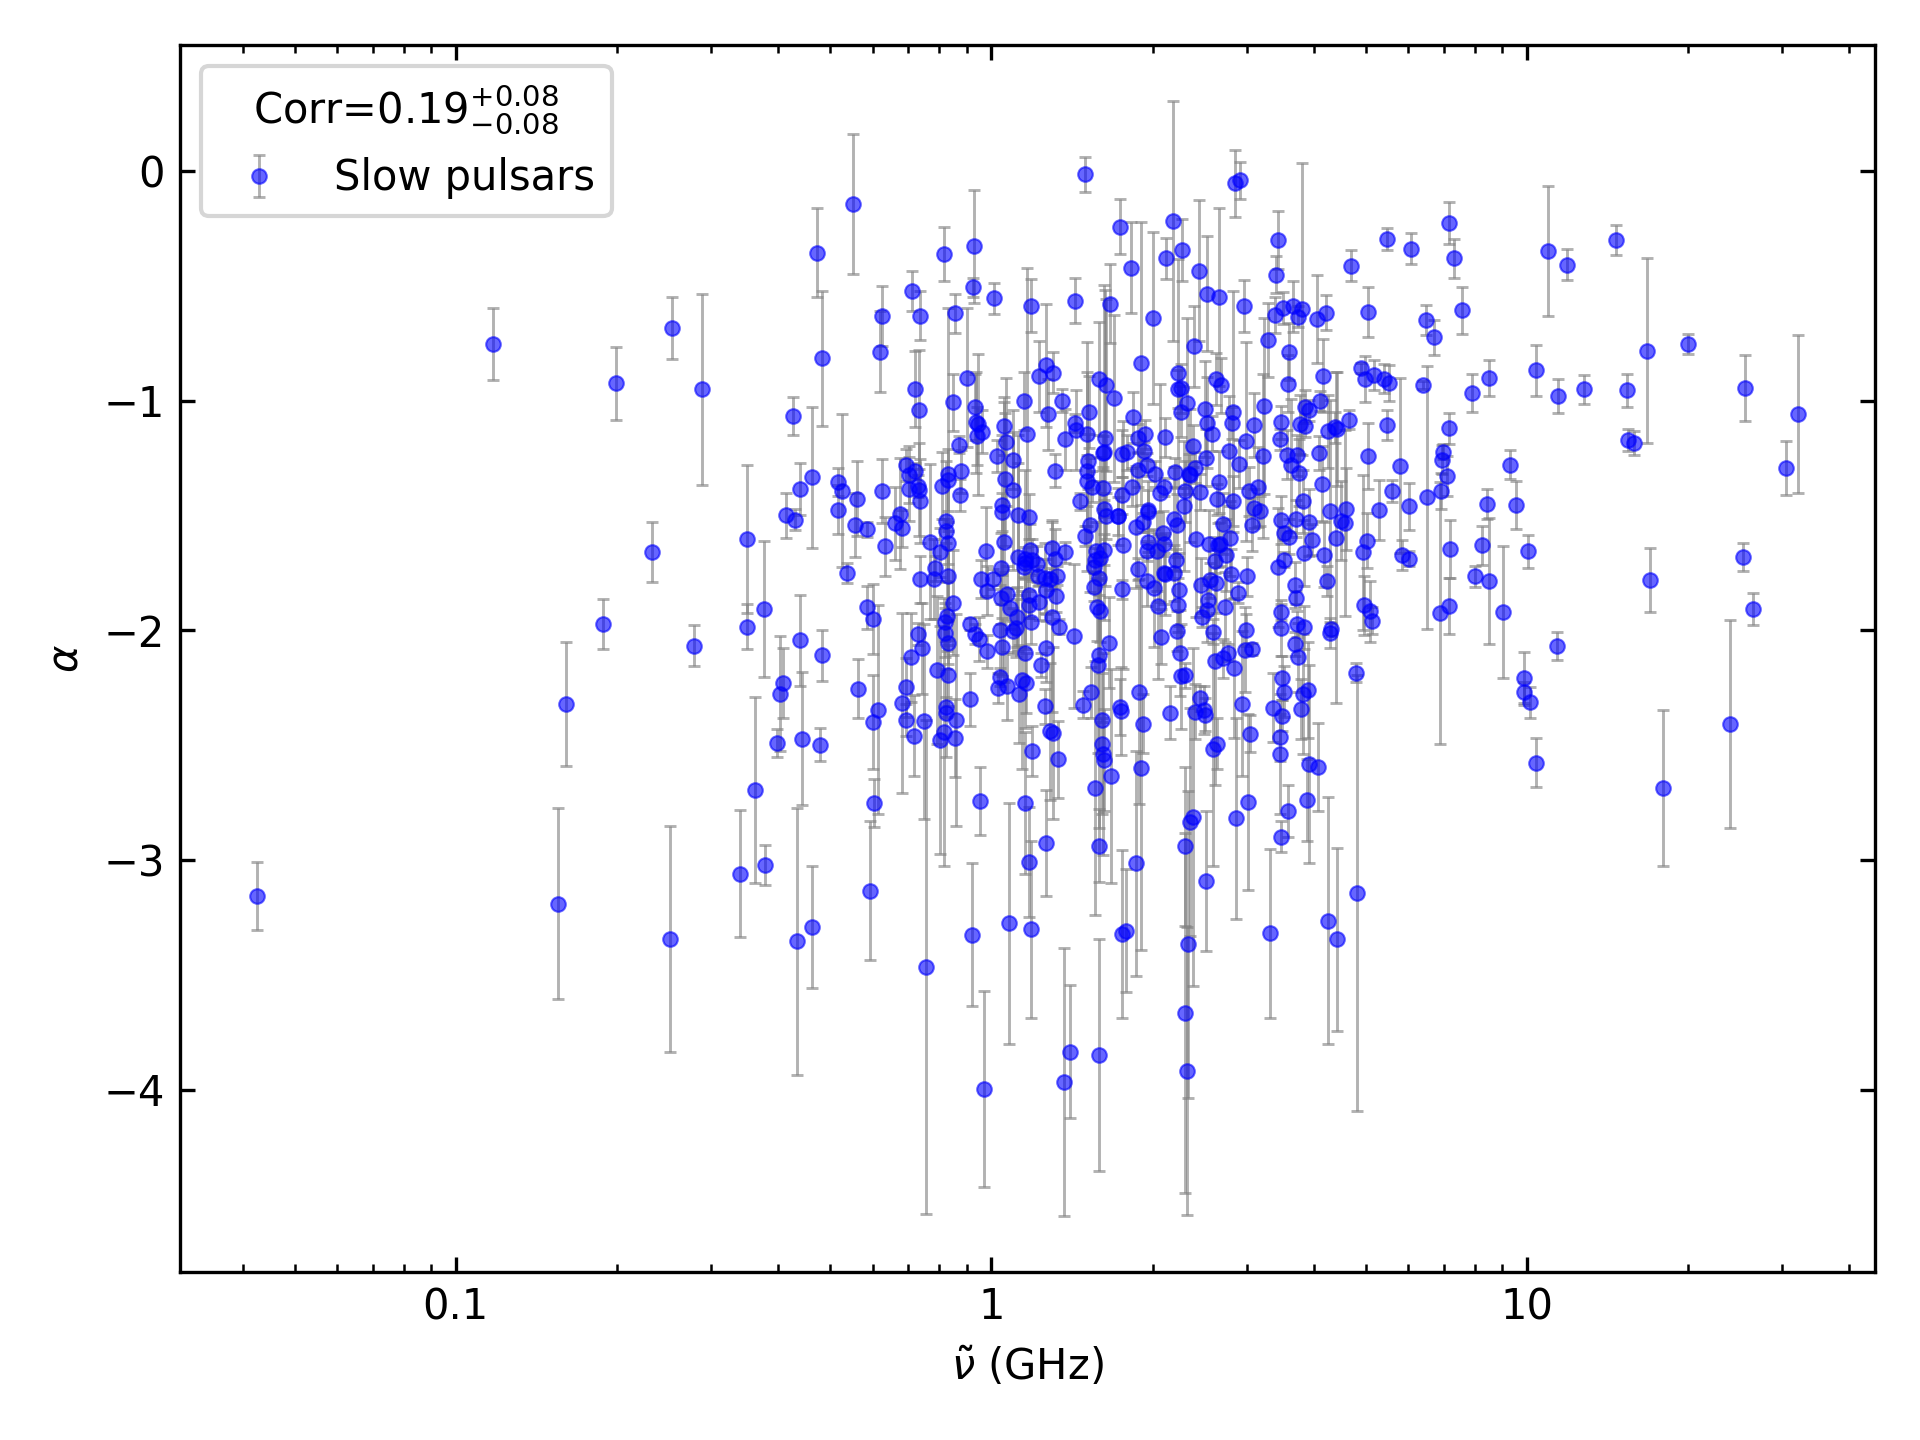 Corr=0.19+0.08−0.08
Slow pulsars
0
−1
−2
−3
−4
α
0.1
1
10
ν̃ (GHz)